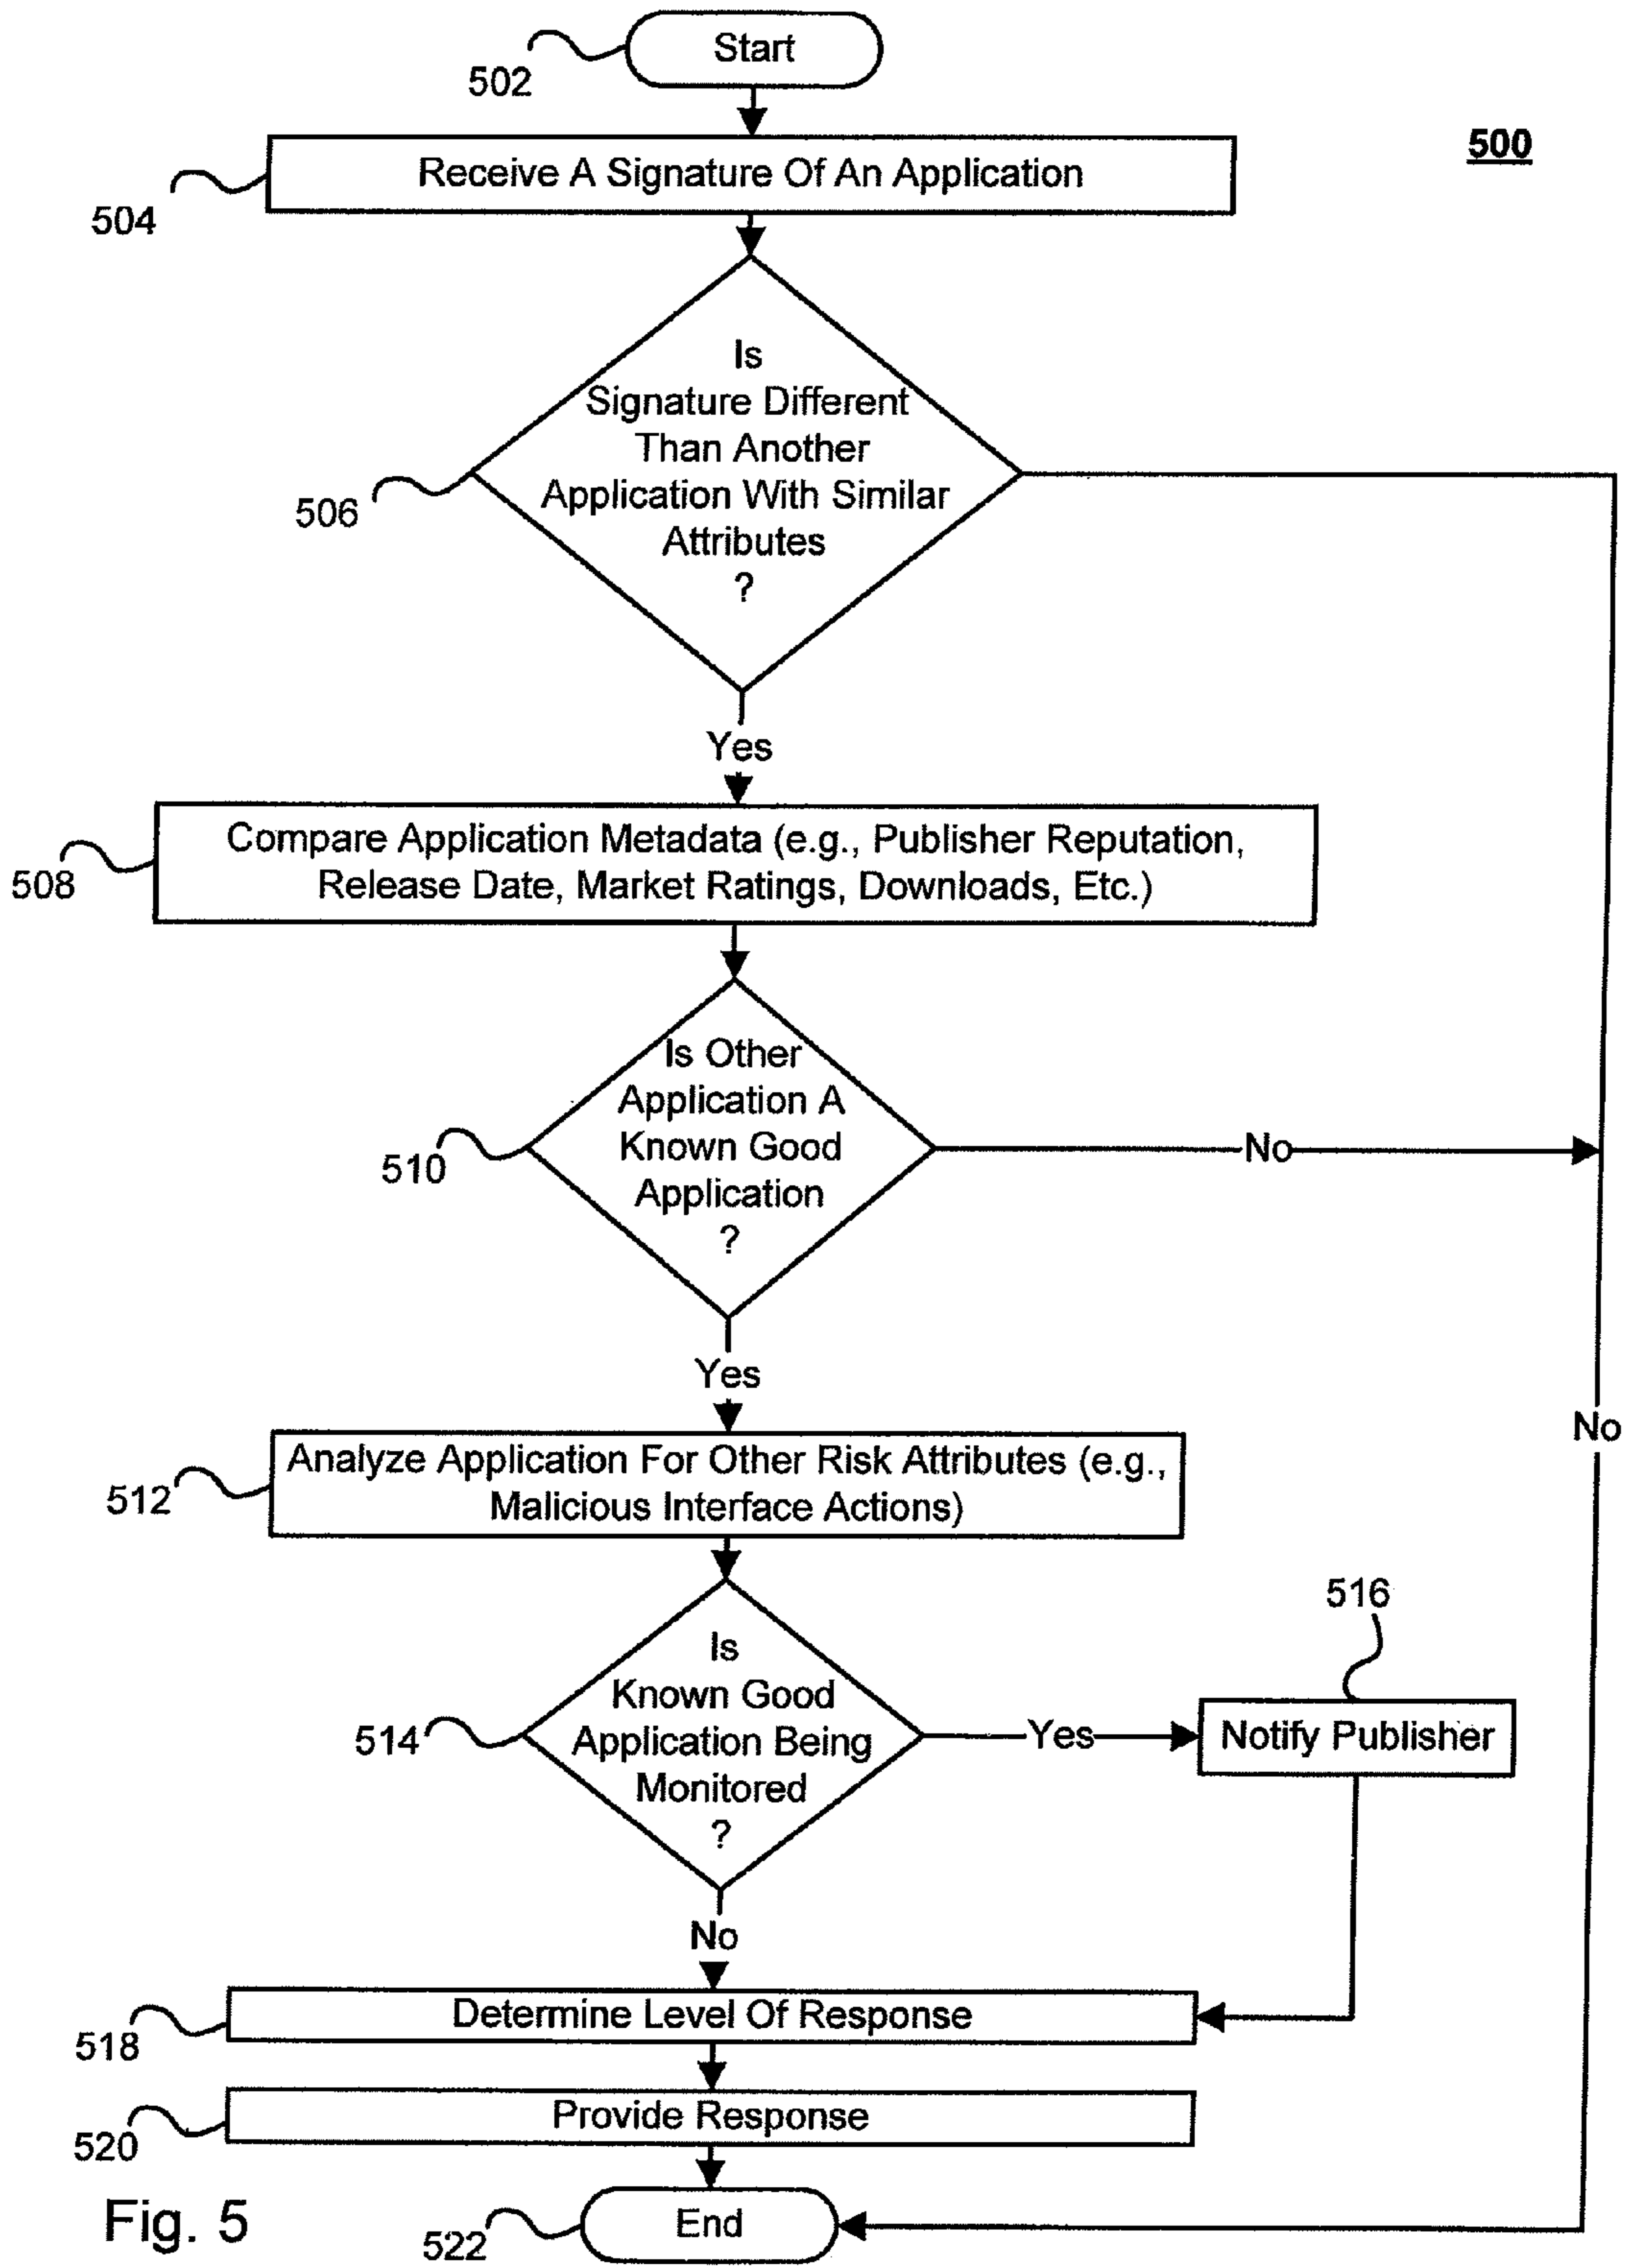 Start
502
500
Receive A Signature Of An Application
504
Is
Signature Different
Than Another
Application With Similar
Attributes
?
506
Yes
Compare Application Metadata (e.g., Publisher Reputation,
Release Date, Market Ratings, Downloads, Etc.)
508
Is Other
Application A
Known Good
Application
?
510
No
Yes
No
Analyze Application For Other Risk Attributes (e.g.,
Malicious Interface Actions)
512
516
Is
Known Good
Application Being
Monitored
?
514
Yes
Notify Publisher
No
Determine Level Of Response
518
Provide Response
520
End
522
Fig. 5